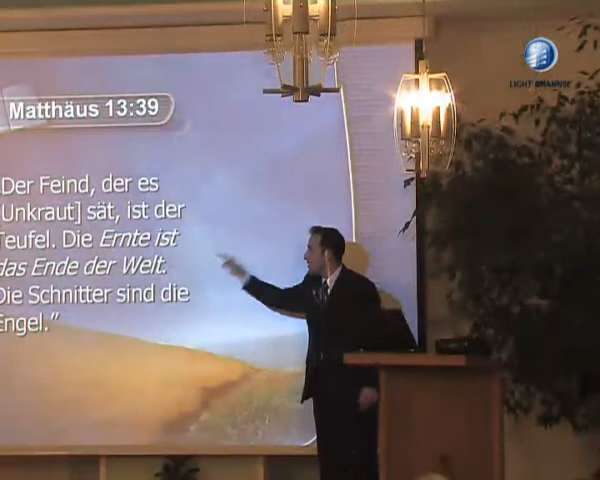 Matthäus 13:39
Der Feind, der es
Unkraut] sät, ist der
Teufel. Die Ernte ist
das Ende der Welt.
Die Schnitter sind die
Engel.”
LIGHT CHANNEL